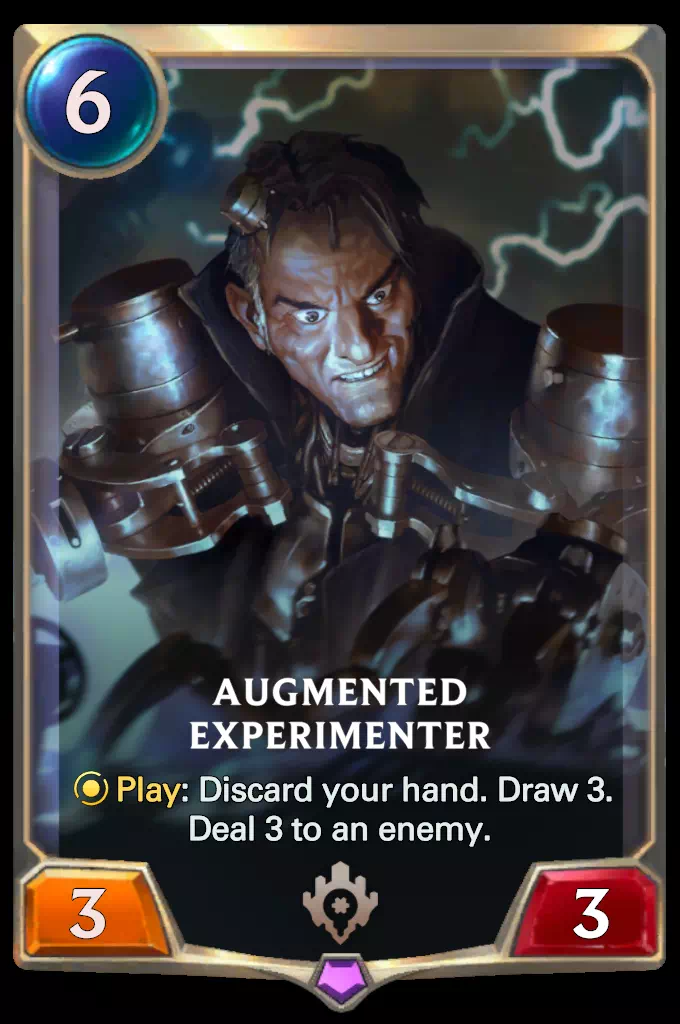 6
AUGMENTED
EXPERIMENTER
Play: Discard your hand. Draw 3.
Deal 3 to an enemy.
3 3